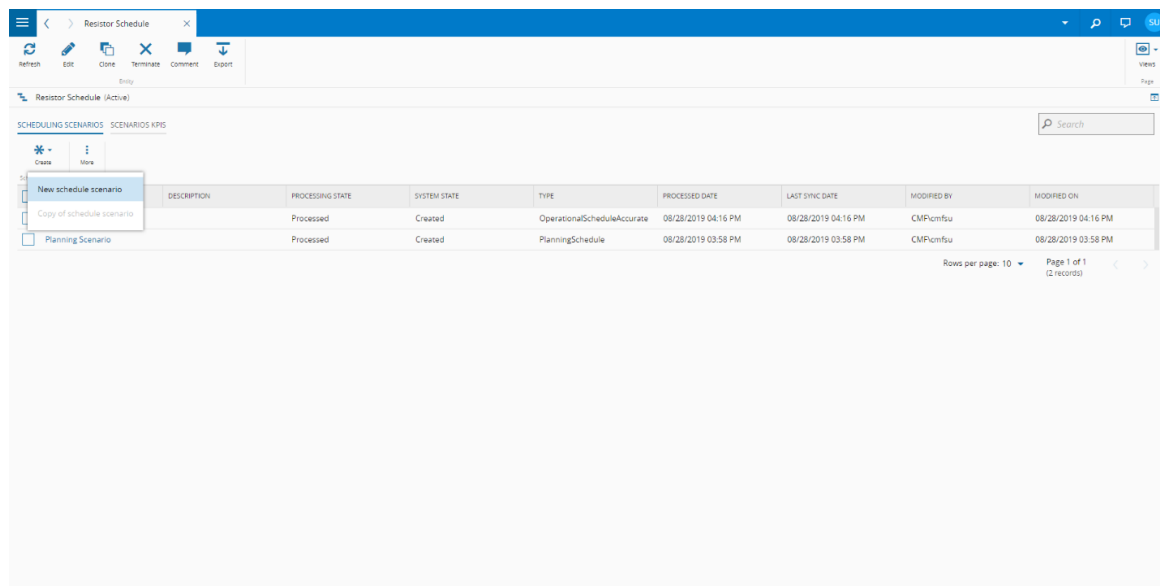 Resistor Schedule
SU
Refresh Edit Clone Terminate Comment Export
Views
Entity
Page
Resistor Schedule (Active)
SCHEDULING SCENARIOS SCENARIOS KPIS
Search
Create More
New schedule scenario
Copy of schedule scenario
DESCRIPTION PROCESSING STATE SYSTEM STATE TYPE PROCESSED DATE LAST SYNC DATE MODIFIED BY MODIFIED ON
Processed Created OperationalScheduleAccurate 08/28/2019 04:16 PM 08/28/2019 04:16 PM CMF\cmfsu 08/28/2019 04:16 PM
Planning Scenario Processed Created PlanningSchedule 08/28/2019 03:58 PM 08/28/2019 03:58 PM CMF\cmfsu 08/28/2019 03:58 PM
Rows per page: 10 Page 1 of 1
(2 records)